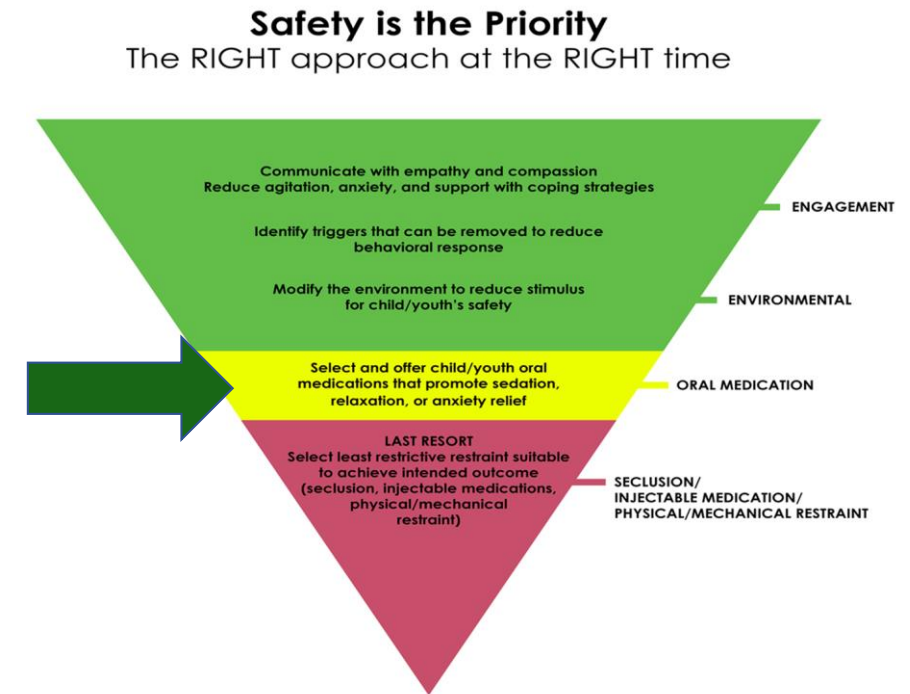 Safety is the Priority
The RIGHT approach at the RIGHT time
Communicate with empathy and compassion
Reduce agitation, anxiety, and support with coping strategies
ENGAGEMENT
Identify triggers that can be removed to reduce
behavioral response
Modify the environment to reduce stimulus
for child/youth's safety
ENVIRONMENTAL
Select and offer child/youth oral
medications that promote sedation,
relaxation, or anxiety relief
ORAL MEDICATION
LAST RESORT
Select least restrictive restraint suitable
to achieve intended outcome
(seclusion, injectable medications,
physical/mechanical
restraint)
SECLUSION/
INJECTABLE MEDICATION/
PHYSICAL/MECHANICAL RESTRAINT